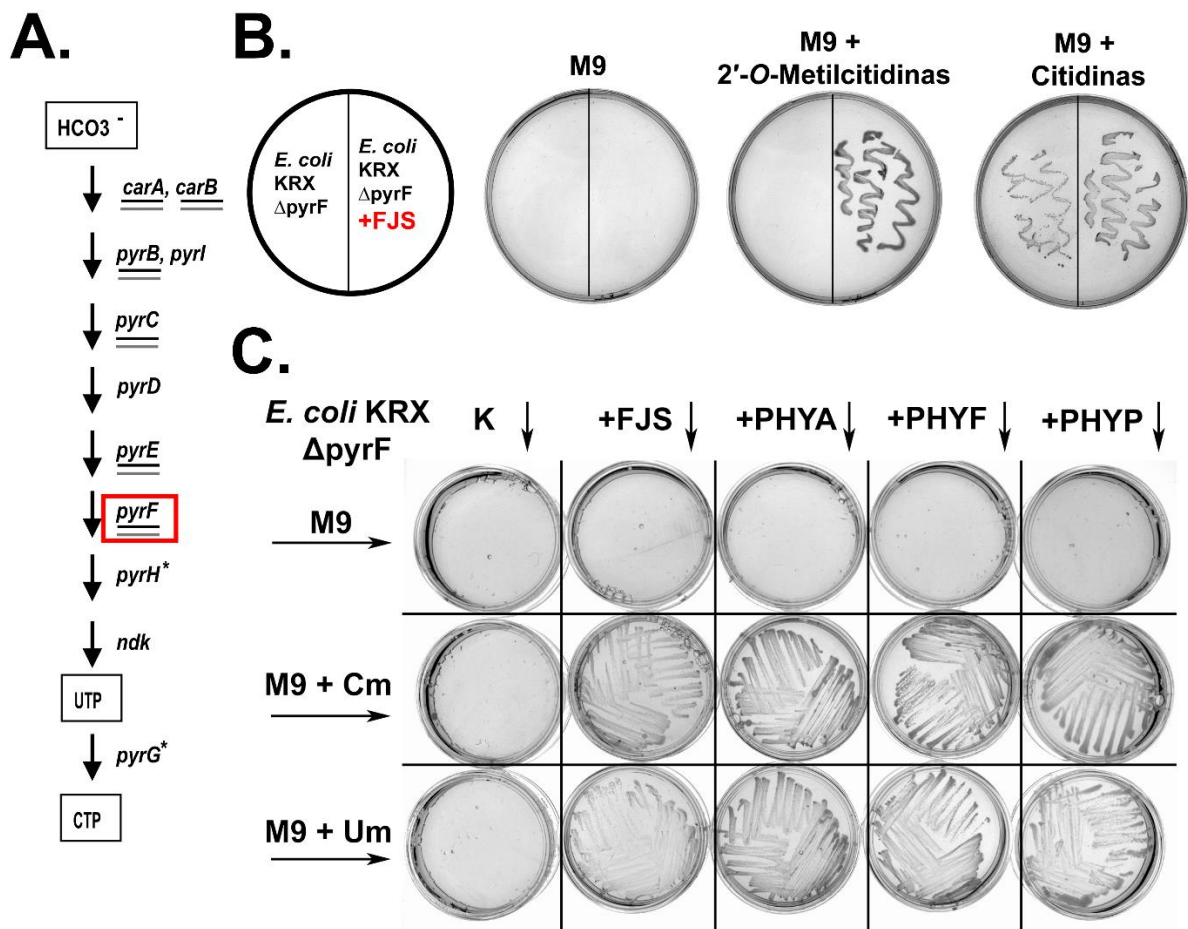 A.
HCO3 -
carA, carB
pyrB, pyrI
pyrC
pyrD
pyrE
pyrF
pyrH*
ndk
UTP
pyrG*
CTP
B.
E. coli
KRX
ΔpyrF
E. coli
KRX
ΔpyrF
+FJS
M9
M9 +
2′-O-Metilcitidinas
M9 +
Citidinas
C.
E. coli KRX
ΔpyrF
K
+FJS
+PHYA
+PHYF
+PHYP
M9
M9 + Cm
M9 + Um